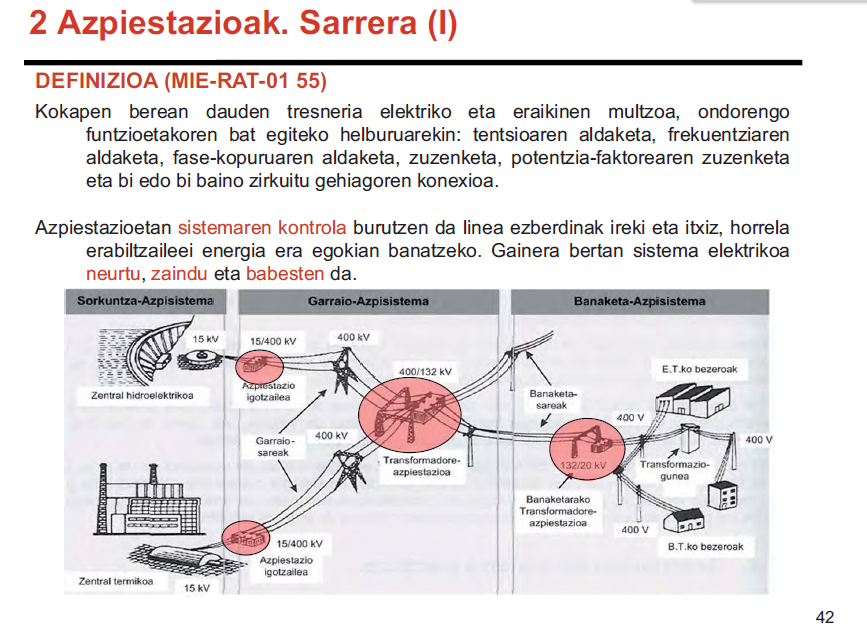 2 Azpiestazioak. Sarrera (I)
DEFINIZIOA (MIE-RAT-01 55)
Kokapen berean dauden tresneria elektriko eta eraikinen multzoa, ondorengo
funtzioetakoren bat egiteko helburuarekin: tentsioaren aldaketa, frekuentziaren
aldaketa, fase-kopuruaren aldaketa, zuzenketa, potentzia-faktorearen zuzenketa
eta bi edo bi baino zirkuitu gehiagoren konexioa.
Azpiestazioetan sistemaren kontrola burutzen da linea ezberdinak ireki eta itxiz, horrela
erabiltzaileei energia era egokian banatzeko. Gainera bertan sistema elektrikoa
neurtu, zaindu eta babesten da.
Sorkuntza-Azpisistema
Garraio-Azpisistema
Banaketa-Azpisistema
15 kV
15/400 kV
400 kV
Azpiestazio
igotzailea
Zentral hidroelektrikoa
400/132 kV
E.T.ko bezeroak
Banaketa-
sareak
400 V
Garraio-
sareak
400 kV
400 V
Transformadore-
azpiestazioa
132/20 kV
Transformazio-
gunea
Banaketarako
Transformadore-
azpiestazioa
400 V
15/400 kV
Azpiestazio
igotzailea
B.T.ko bezeroak
Zentral termikoa
15 kV
42